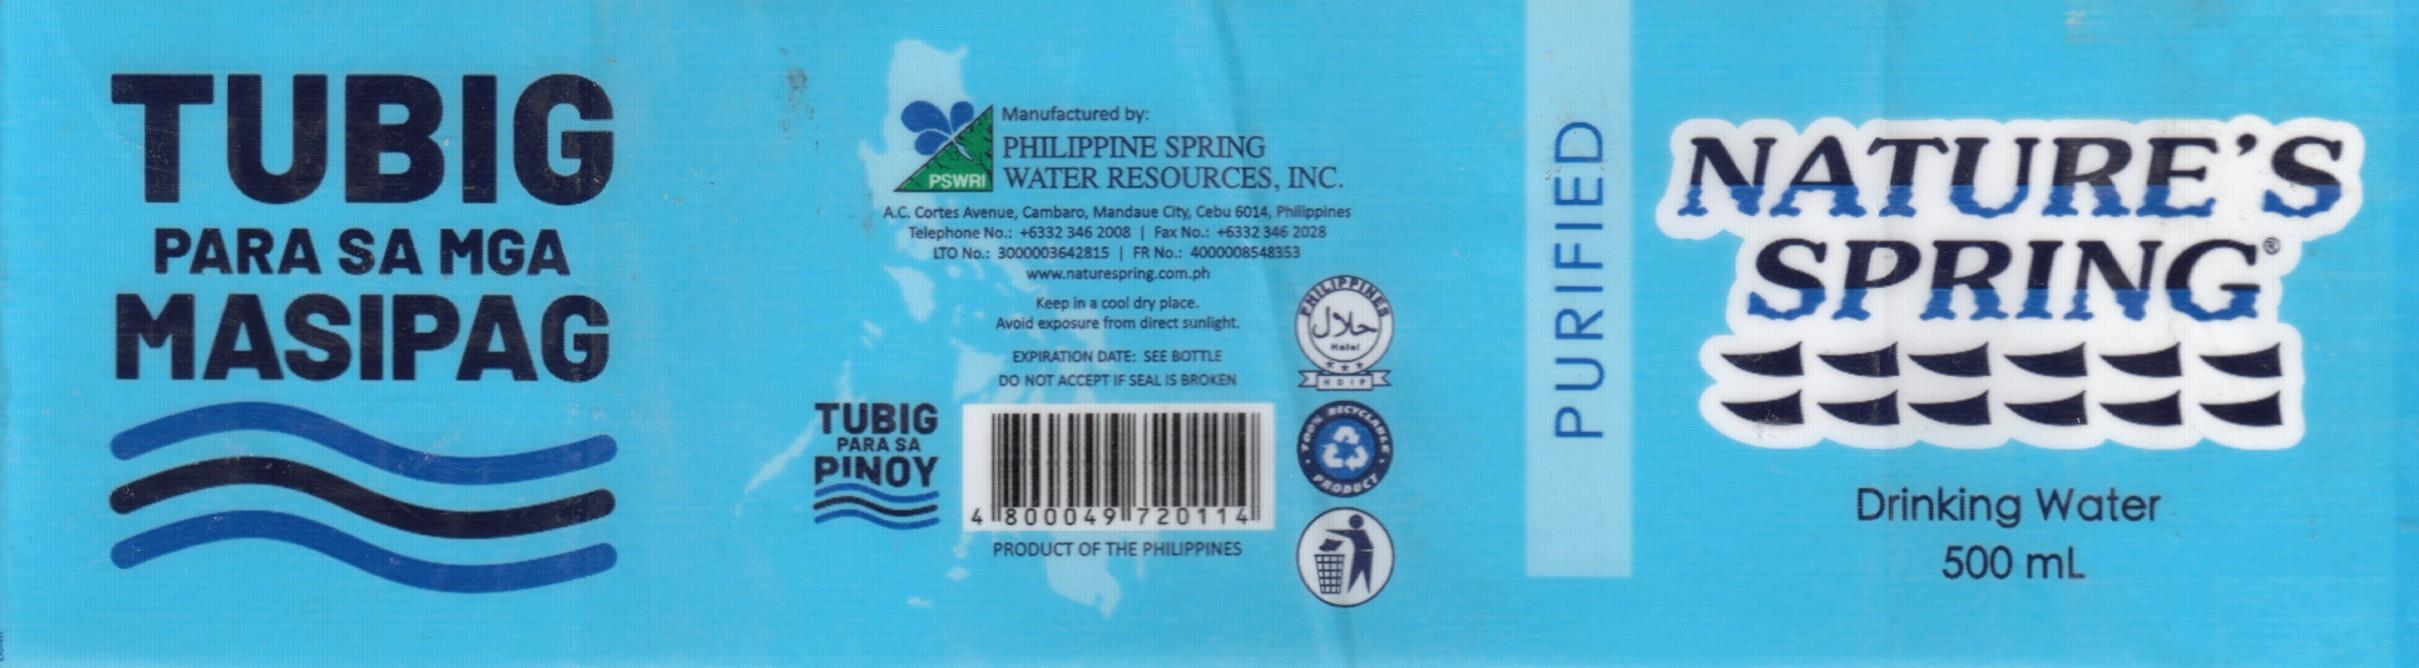 TUBIG
PARA SA MGA
MASIPAG
Manufactured by:
PHILIPPINE SPRING
WATER RESOURCES, INC.
PSWRI
A.C. Cortes Avenue, Cambaro, Mandaue City, Cebu 6014, Philippines
Telephone No.: +6332 346 2008 | Fax No.: +6332 346 2028
LTO No.: 3000003642815 | FR No.: 4000008548353
www.naturespring.com.ph
Keep in a cool dry place.
Avoid exposure from direct sunlight.
EXPIRATION DATE: SEE BOTTLE
DO NOT ACCEPT IF SEAL IS BROKEN
TUBIG
PARA SA
PINOY
4 800049 720114
PRODUCT OF THE PHILIPPINES
PHILIPPINES
حلال
Halal
HDIP
100% RECYCLABLE
PRODUCT
PURIFIED
NATURE'S
SPRING®
Drinking Water
500 mL